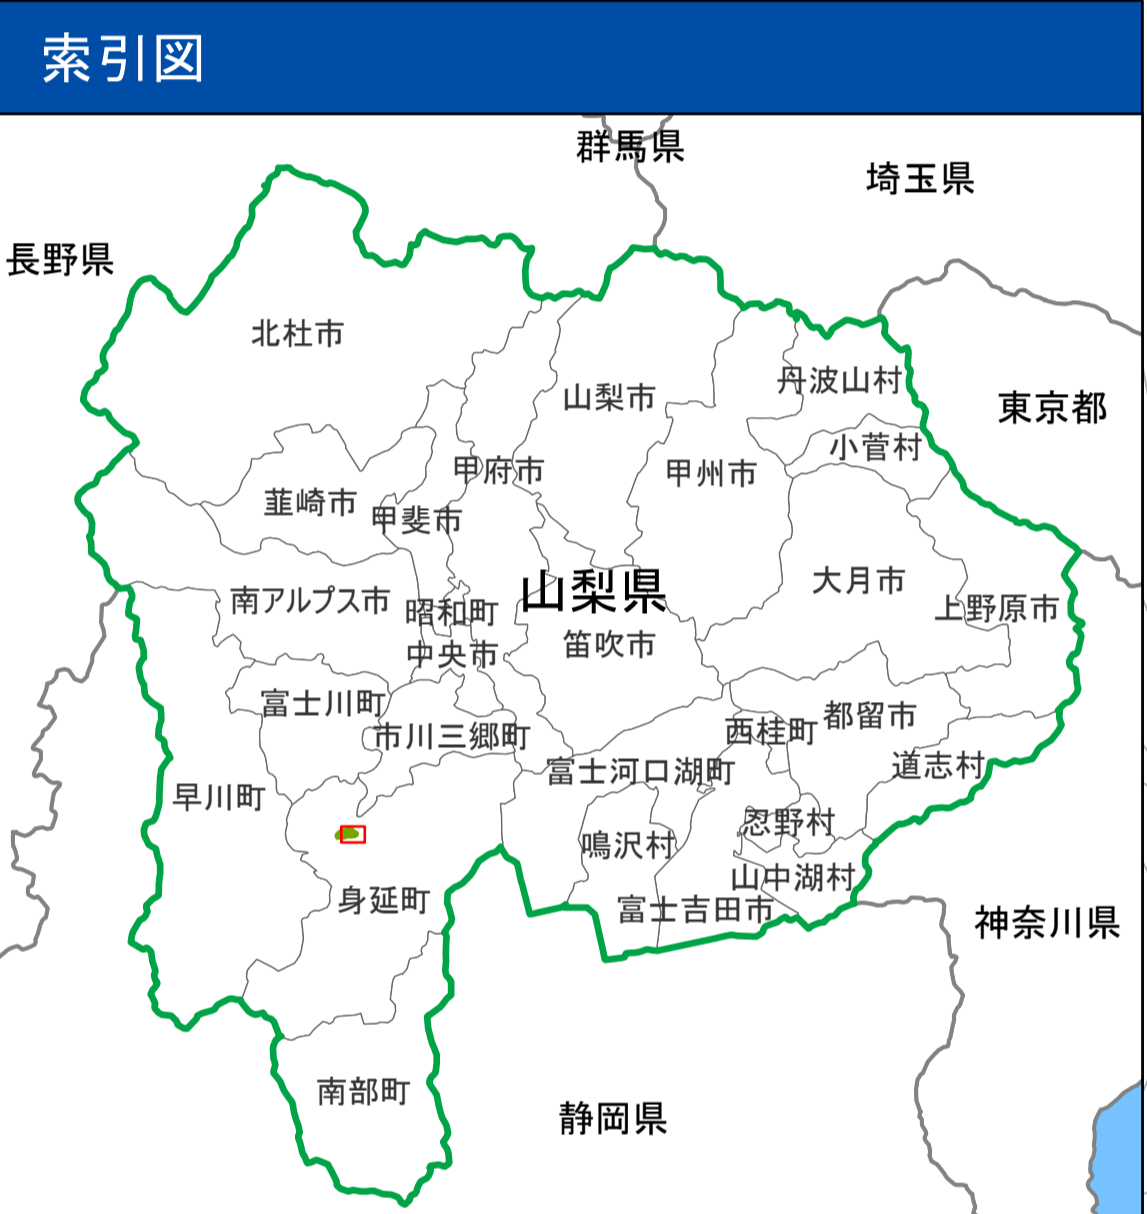 索引図
群馬県
埼玉県
長野県
北杜市
丹波山村
山梨市
東京都
小菅村
甲府市
甲州市
韮崎市
甲斐市
大月市
山梨県
南アルプス市
昭和町
上野原市
笛吹市
中央市
富士川町
都留市
西桂町
市川三郷町
道志村
富士河口湖町
早川町
忍野村
鳴沢村
山中湖村
身延町
富士吉田市
神奈川県
南部町
静岡県